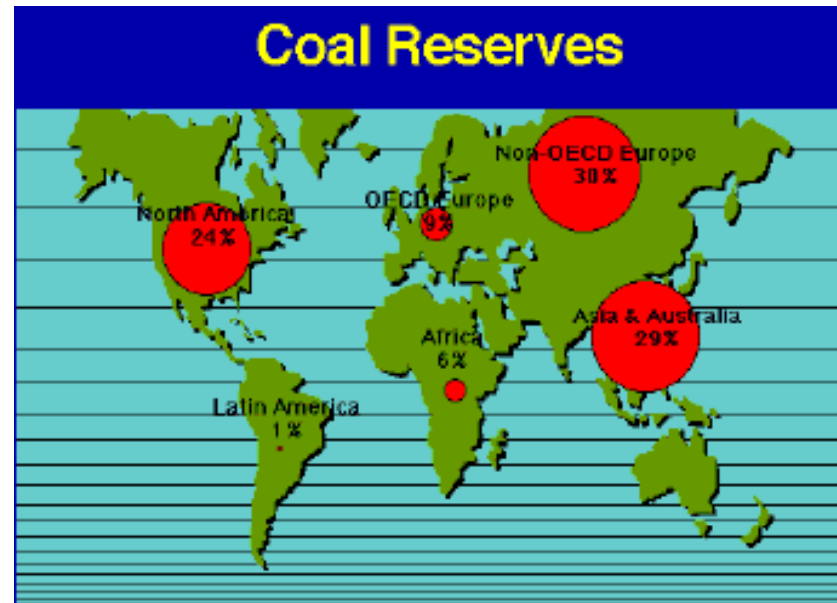 Coal Reserves
Non-OECD Europe
30%
North America
24%
OECD Europe
9%
Asia & Australia
29%
Africa
6%
Latin America
1%